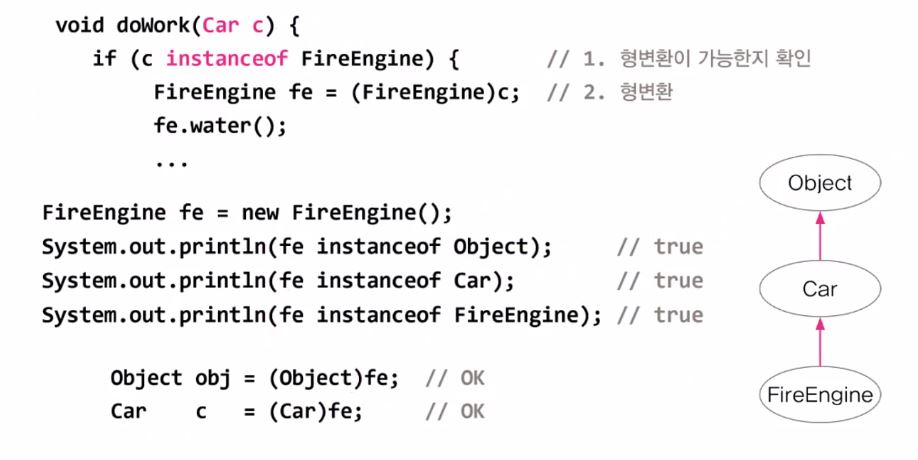 void doWork(Car c) {
if (c instanceof FireEngine) { // 1. 형변환이 가능한지 확인
FireEngine fe = (FireEngine)c; // 2. 형변환
fe.water();
...
FireEngine fe = new FireEngine();
System.out.println(fe instanceof Object); // true
System.out.println(fe instanceof Car); // true
System.out.println(fe instanceof FireEngine); // true
Object obj = (Object)fe; // OK
Car c = (Car)fe; // OK
Object
Car
FireEngine